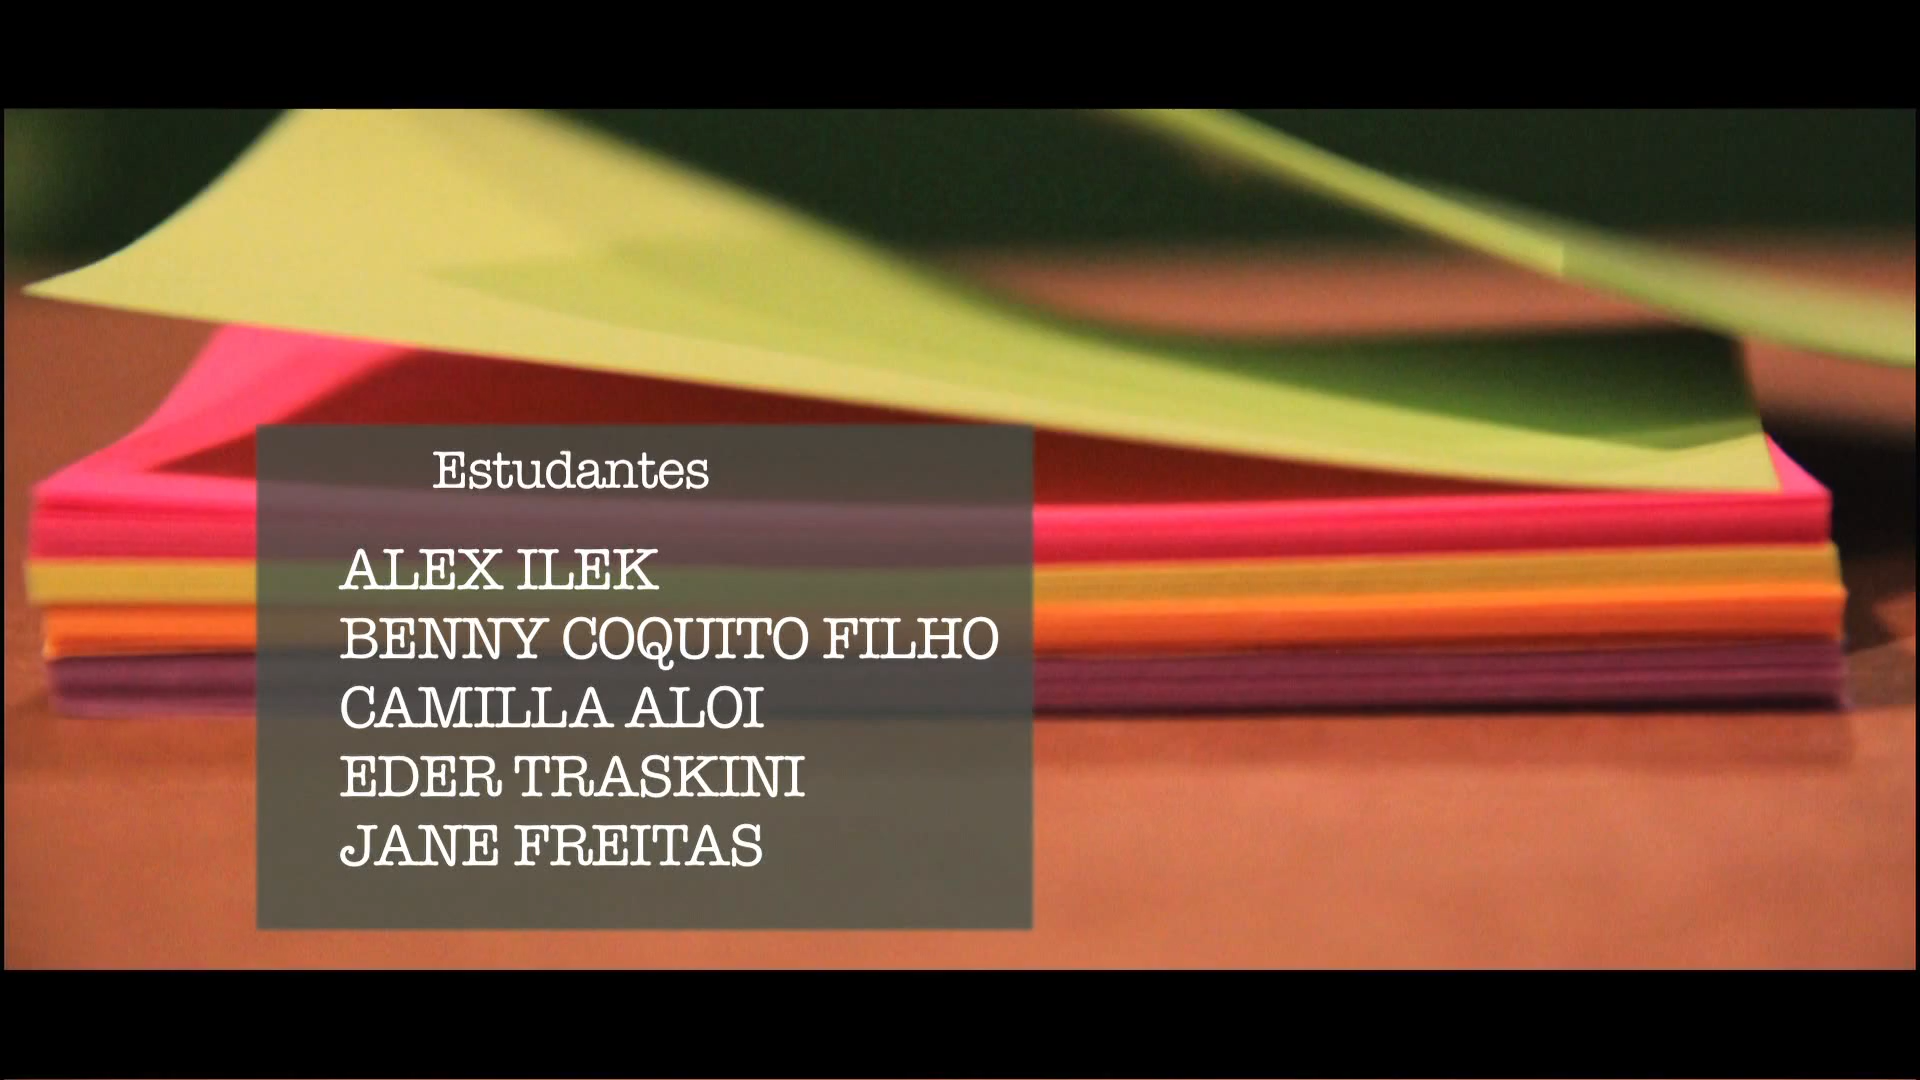 Estudantes
ALEX ILEK
BENNY COQUITO FILHO
CAMILLA ALOI
EDER TRASKINI
JANE FREITAS